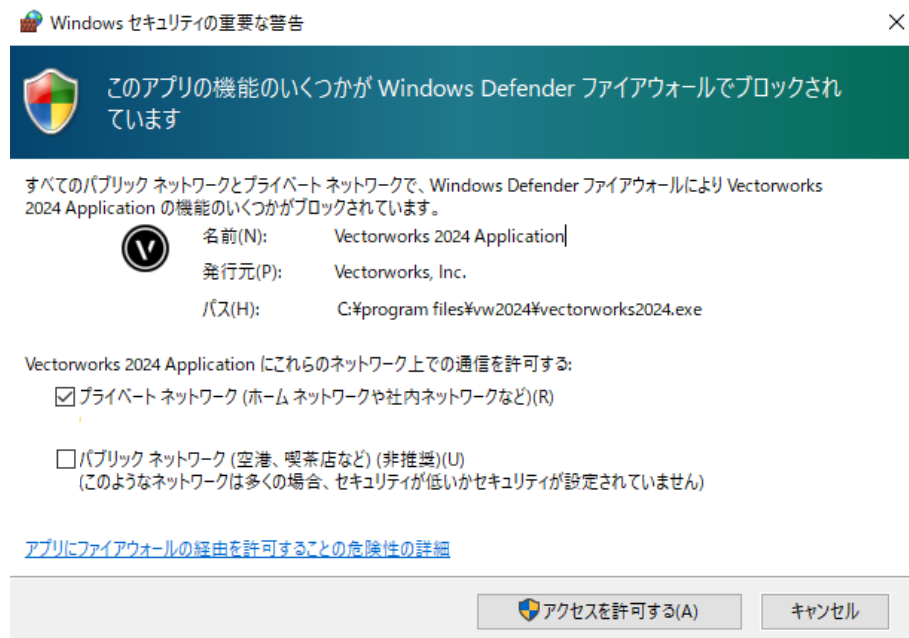 Windows セキュリティの重要な警告
このアプリの機能のいくつかが Windows Defender ファイアウォールでブロックされ
ています
すべてのパブリック ネットワークとプライベート ネットワークで、Windows Defender ファイアウォールにより Vectorworks
2024 Application の機能のいくつかがブロックされています。
名前(N): Vectorworks 2024 Application
発行元(P): Vectorworks, Inc.
パス(H): C:¥program files¥vw2024¥vectorworks2024.exe
Vectorworks 2024 Application にこれらのネットワーク上での通信を許可する:
プライベート ネットワーク (ホーム ネットワークや社内ネットワークなど)(R)
パブリック ネットワーク (空港、喫茶店など) (非推奨)(U)
(このようなネットワークは多くの場合、セキュリティが低いかセキュリティが設定されていません)
アプリにファイアウォールの経由を許可することの危険性の詳細
アクセスを許可する(A) キャンセル